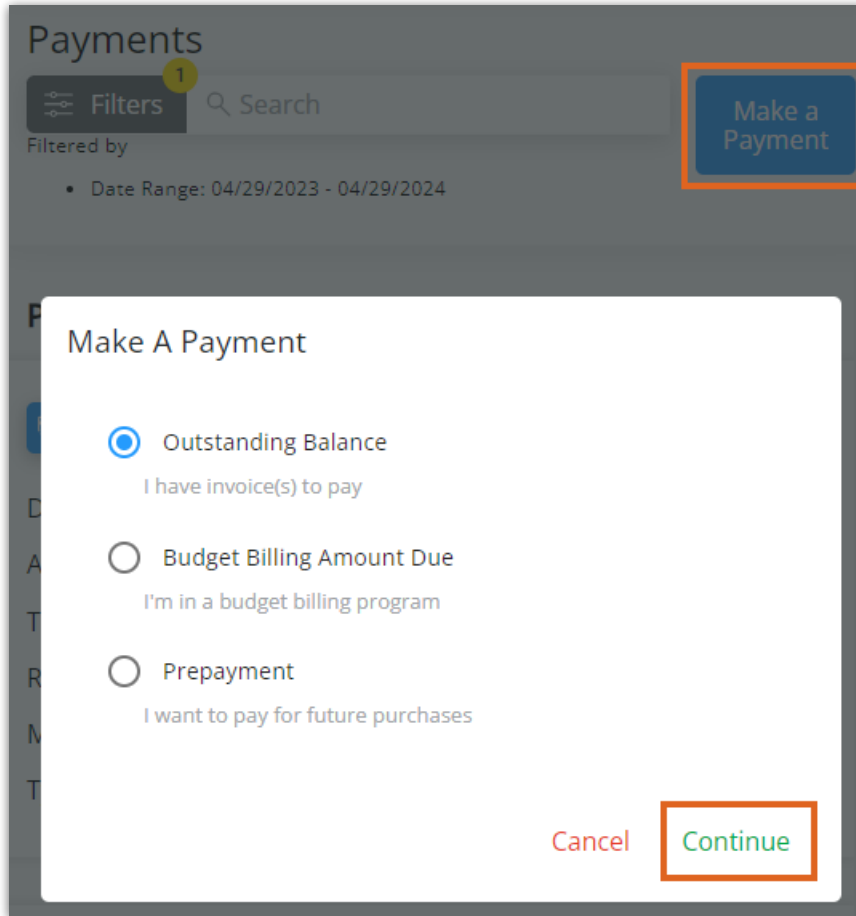 Payments
1
Filters
Search
Make a
Payment
Filtered by
• Date Range: 04/29/2023 - 04/29/2024
P
Make A Payment
Outstanding Balance
I have invoice(s) to pay
D
A
Budget Billing Amount Due
I'm in a budget billing program
T
R
Prepayment
I want to pay for future purchases
M
T
Cancel
Continue